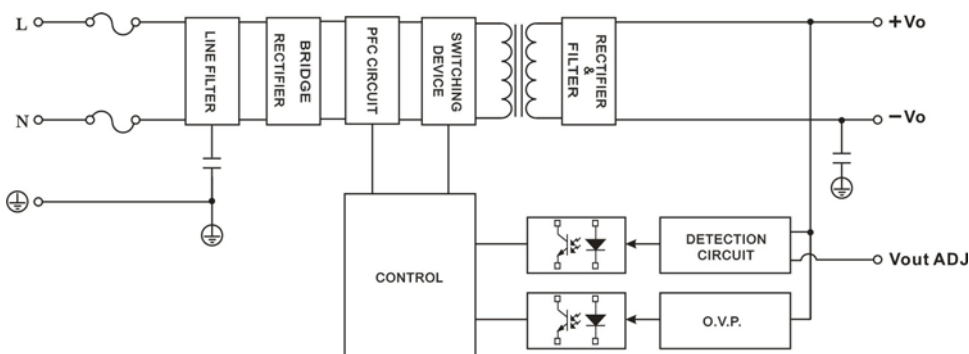 L
LINE FILTER
BRIDGE
RECTIFIER
PFC CIRCUIT
SWITCHING
DEVICE
RECTIFIER
&
FILTER
+Vo
N
−Vo
CONTROL
DETECTION
CIRCUIT
Vout ADJ
O.V.P.